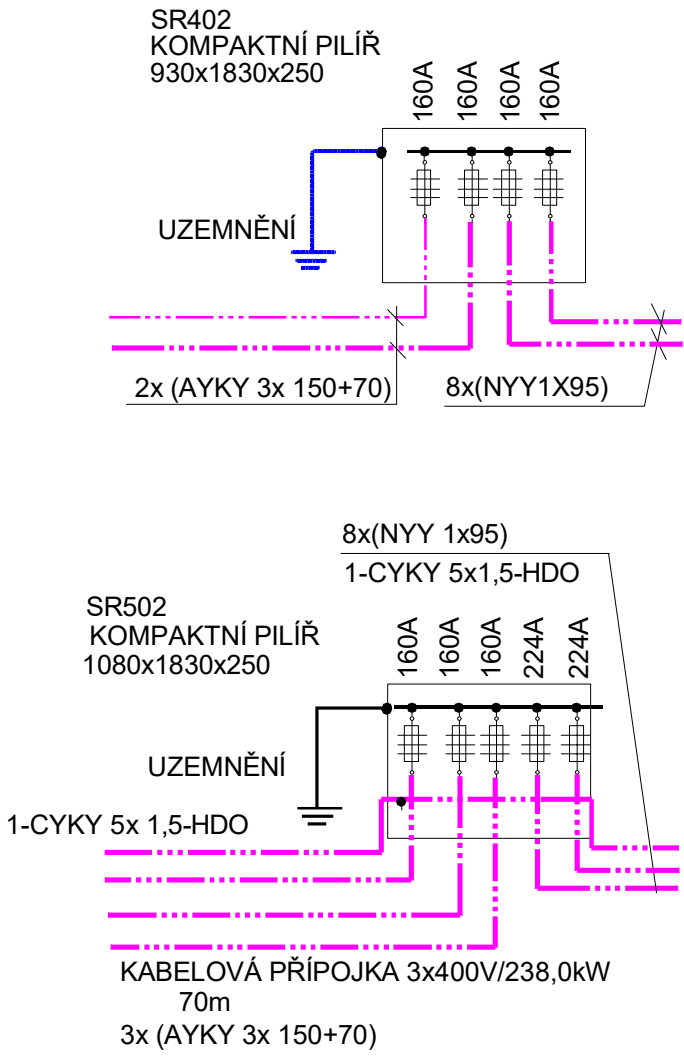 SR402
KOMPAKTNÍ PILÍŘ
930x1830x250
160A
160A
160A
160A
UZEMNĚNÍ
2x (AYKY 3x 150+70)
8x(NYY1X95)
8x(NYY 1x95)
1-CYKY 5x1,5-HDO
SR502
KOMPAKTNÍ PILÍŘ
1080x1830x250
160A
160A
160A
224A
224A
UZEMNĚNÍ
1-CYKY 5x 1,5-HDO
KABELOVÁ PŘÍPOJKA 3x400V/238,0kW
70m
3x (AYKY 3x 150+70)